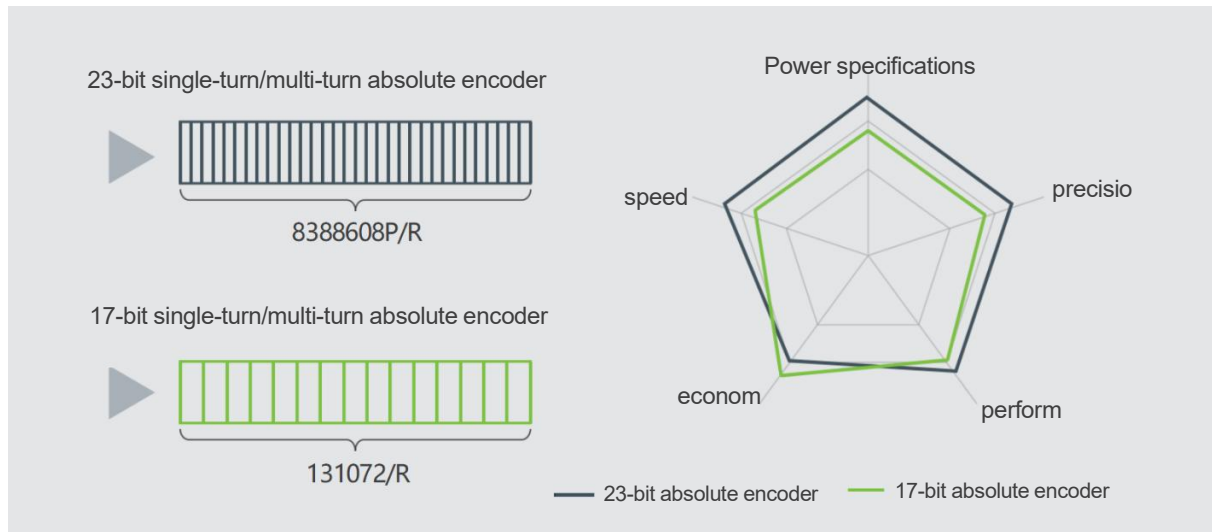 23-bit single-turn/multi-turn absolute encoder
8388608P/R
17-bit single-turn/multi-turn absolute encoder
131072/R
Power specifications
speed
precisio
econom
perform
23-bit absolute encoder
17-bit absolute encoder